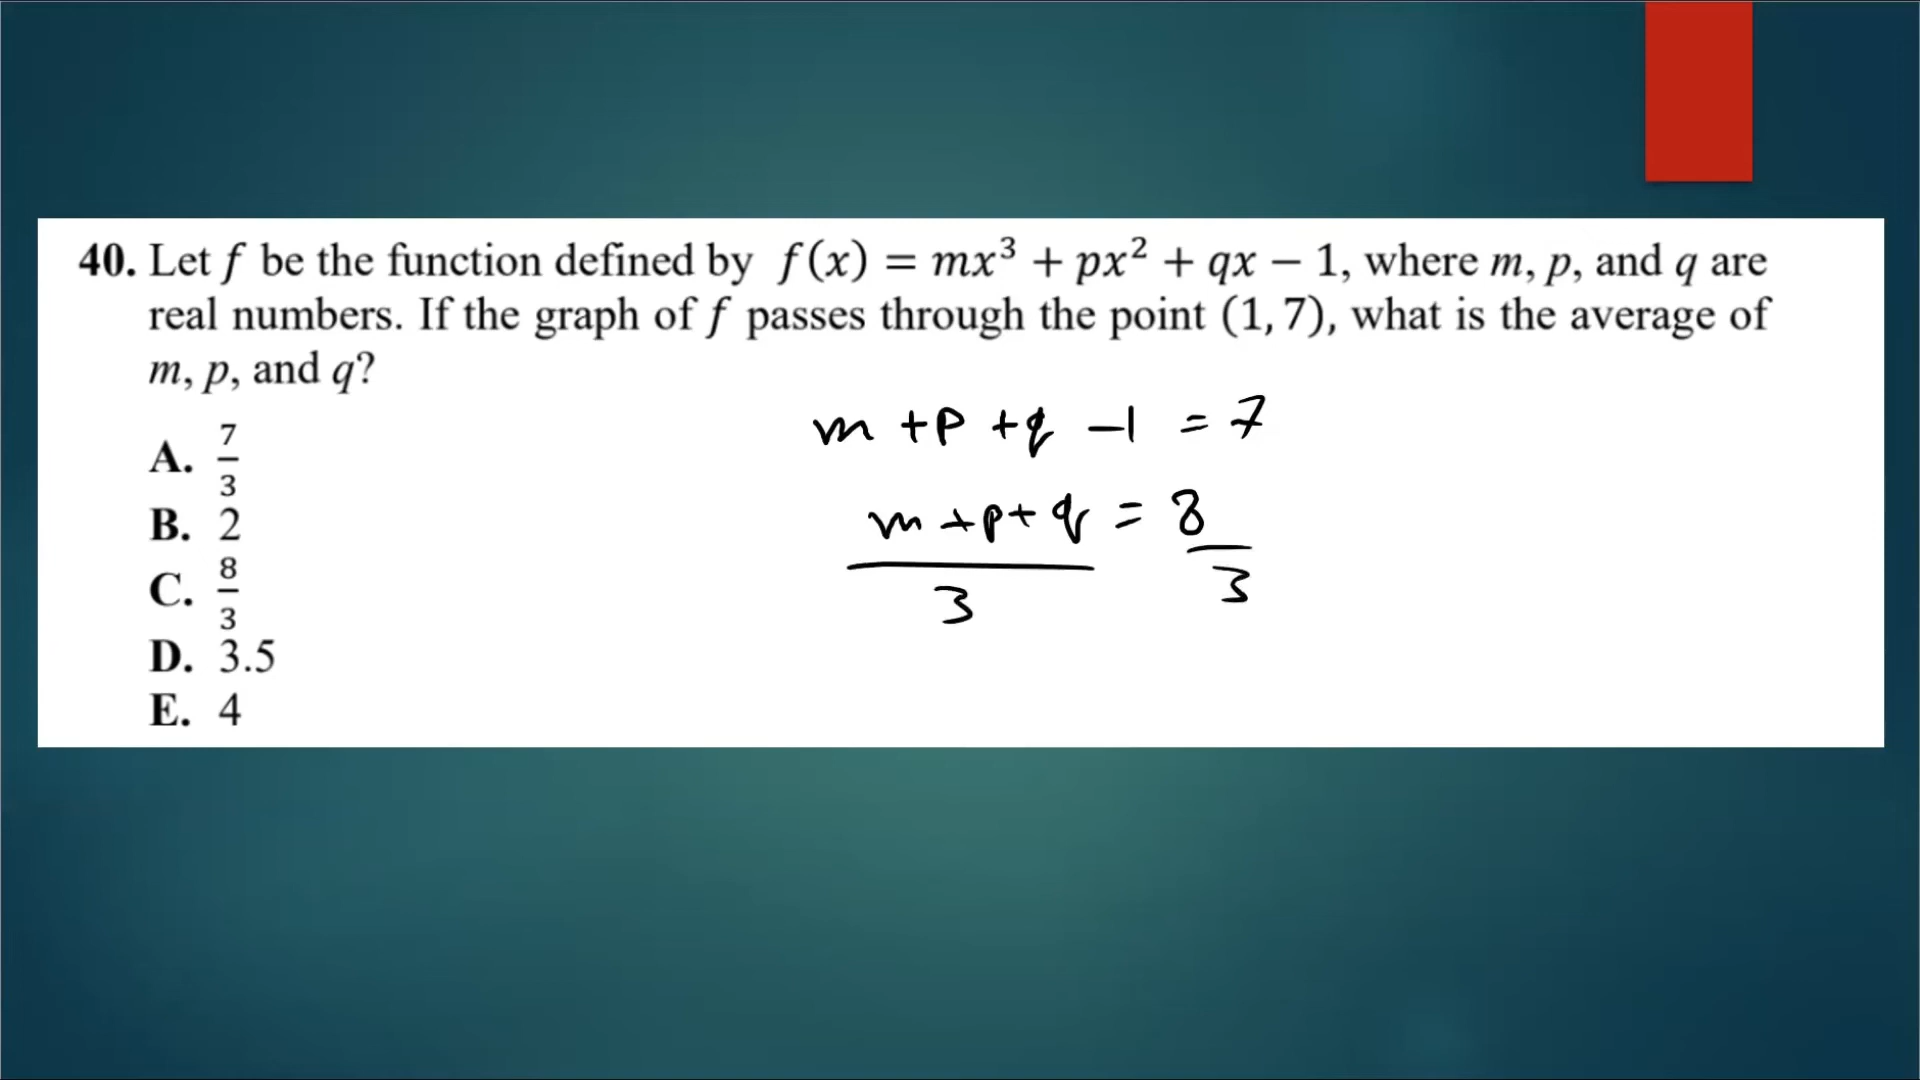 40. Let f be the function defined by f(x) = mx³ + px² + qx − 1, where m, p, and q are
real numbers. If the graph of f passes through the point (1, 7), what is the average of
m, p, and q?
A. 7/3
B. 2
C. 8/3
D. 3.5
E. 4
m + p + q − 1 = 7
m + p + q = 8
3 3